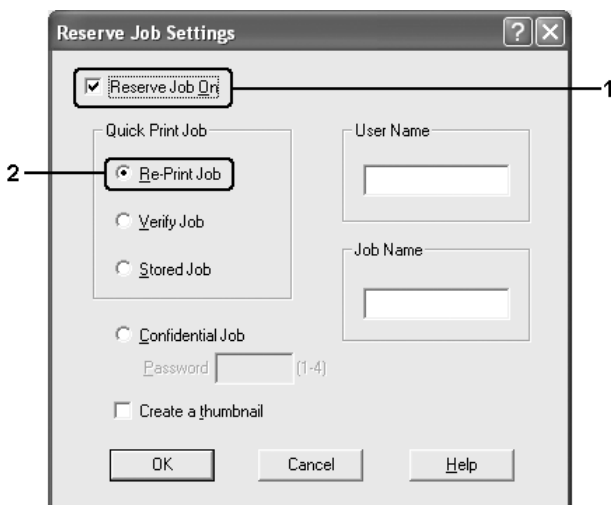 Reserve Job Settings
Reserve Job On
1
Quick Print Job
2
Re-Print Job
Verify Job
Stored Job
User Name
Job Name
Confidential Job
Password
(1-4)
Create a thumbnail
OK
Cancel
Help